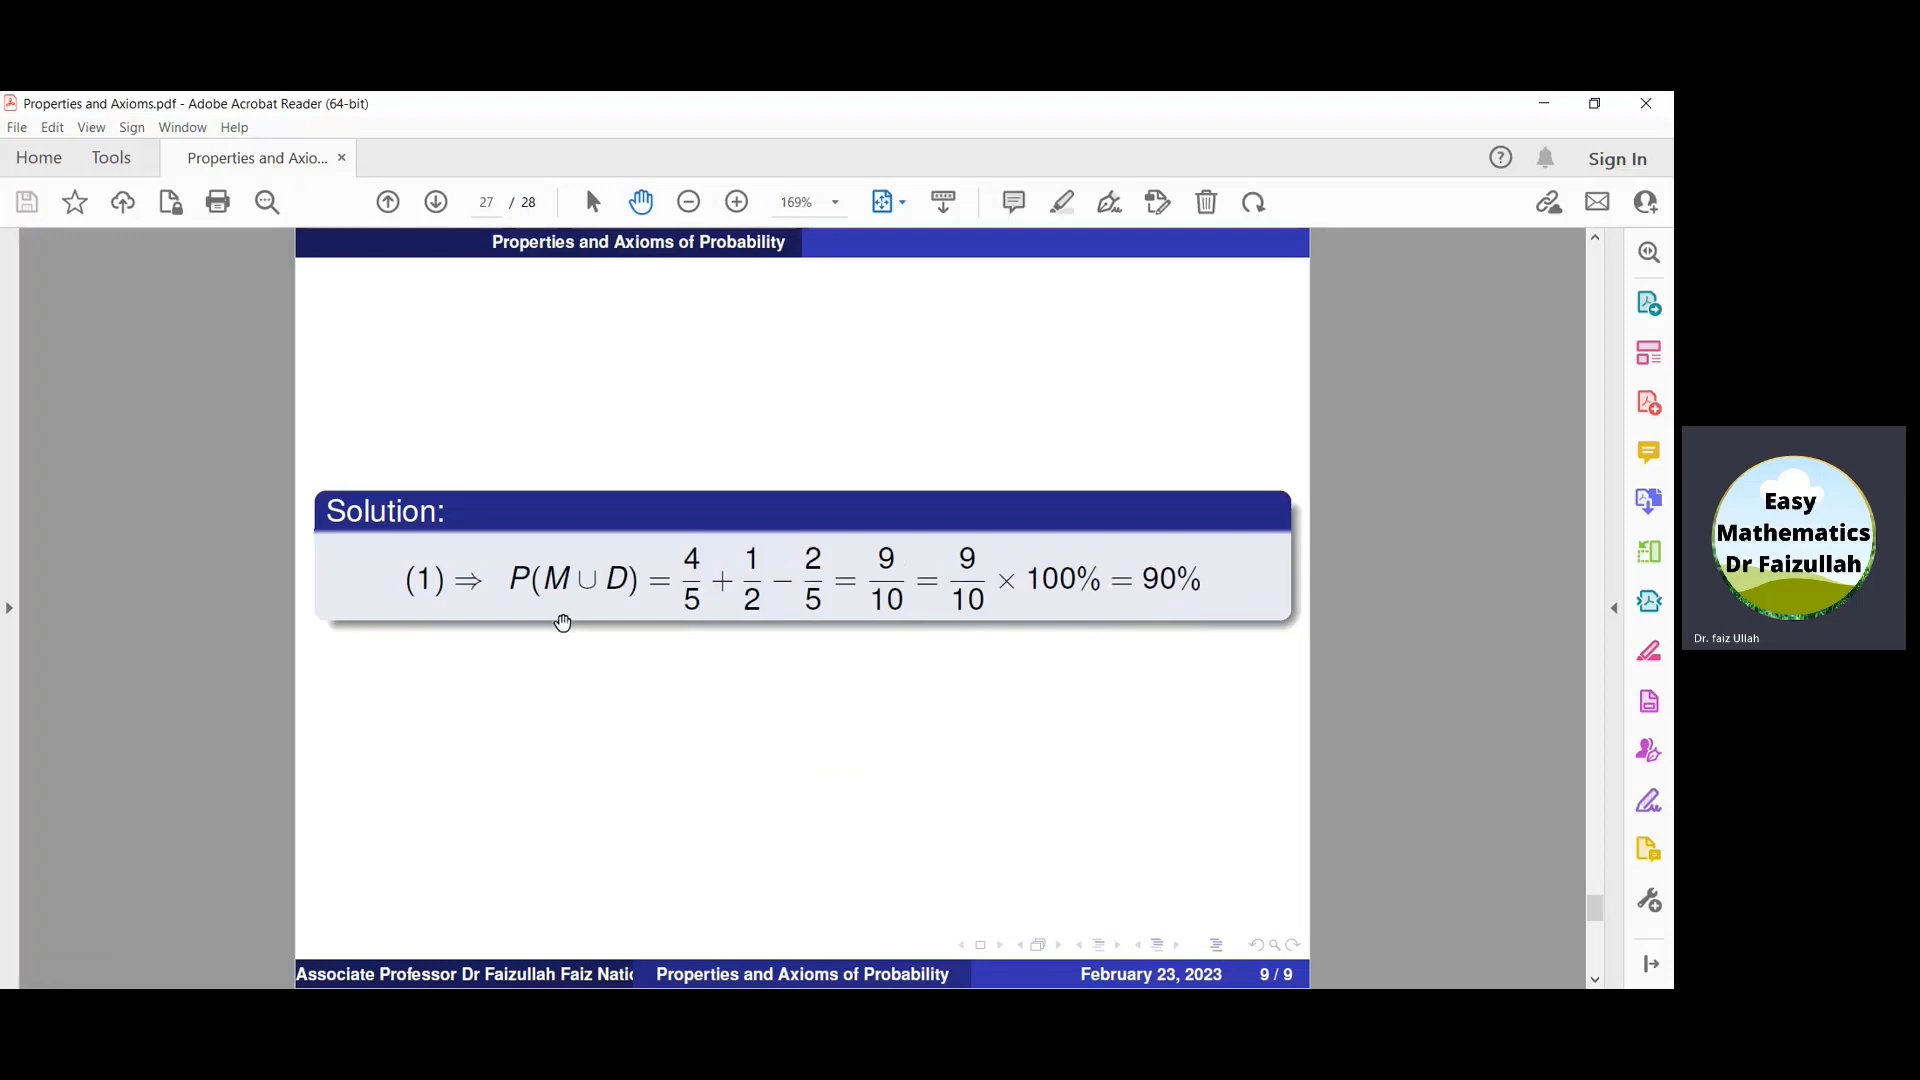 Properties and Axioms.pdf - Adobe Acrobat Reader (64-bit)
File Edit View Sign Window Help
Home Tools Properties and Axio... × Sign In
27 / 28 169%
Properties and Axioms of Probability
Solution:
(1) ⇒ P(M ∪ D) = 4/5 + 1/2 − 2/5 = 9/10 = 9/10 × 100% = 90%
Easy
Mathematics
Dr Faizullah
Dr. faiz Ullah
Associate Professor Dr Faizullah Faiz Natio Properties and Axioms of Probability February 23, 2023 9 / 9